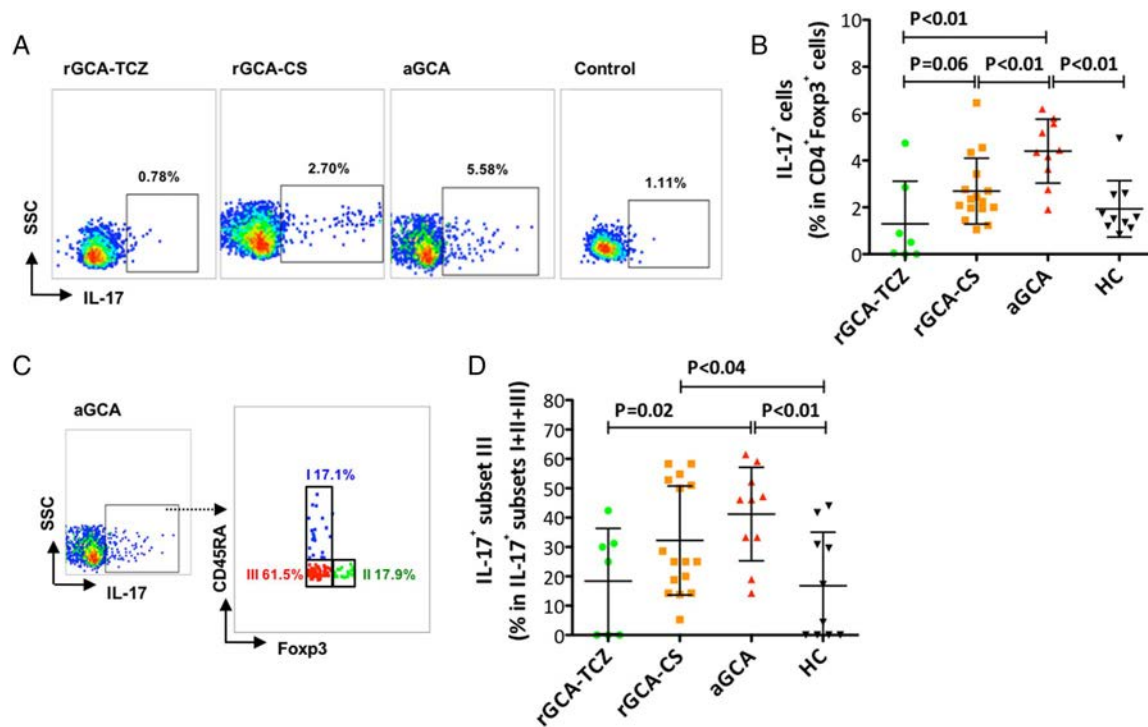 A
rGCA-TCZ
rGCA-CS
aGCA
Control
0.78%
2.70%
5.58%
1.11%
SSC
IL-17
B
P<0.01
P=0.06
P<0.01
P<0.01
IL-17⁺ cells
(% in CD4⁺Foxp3⁺ cells)
10
8
6
4
2
0
rGCA-TCZ
rGCA-CS
aGCA
HC
C
aGCA
SSC
IL-17
I 17.1%
III 61.5%
II 17.9%
CD45RA
Foxp3
D
P<0.04
P=0.02
P<0.01
IL-17⁺ subset III
(% in IL-17⁺ subsets I+II+III)
80
70
60
50
40
30
20
10
0
rGCA-TCZ
rGCA-CS
aGCA
HC